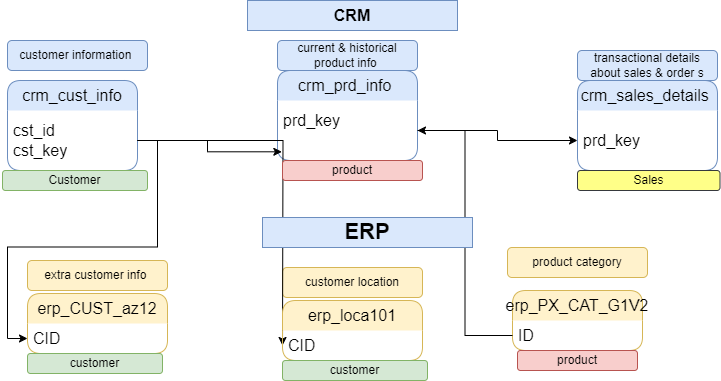 CRM
customer information
crm_cust_info
cst_id
cst_key
Customer
current & historical
product info
crm_prd_info
prd_key
product
transactional details
about sales & order s
crm_sales_details
prd_key
Sales
ERP
extra customer info
erp_CUST_az12
CID
customer
customer location
erp_loca101
CID
customer
product category
erp_PX_CAT_G1V2
ID
product